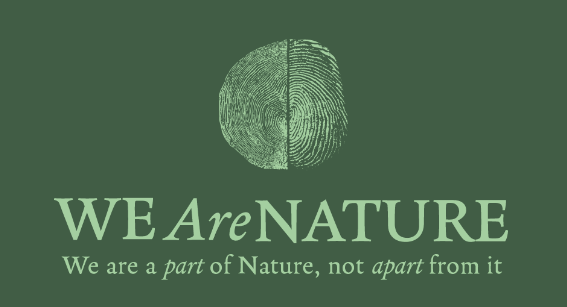 WE Are NATURE
We are a part of Nature, not apart from it